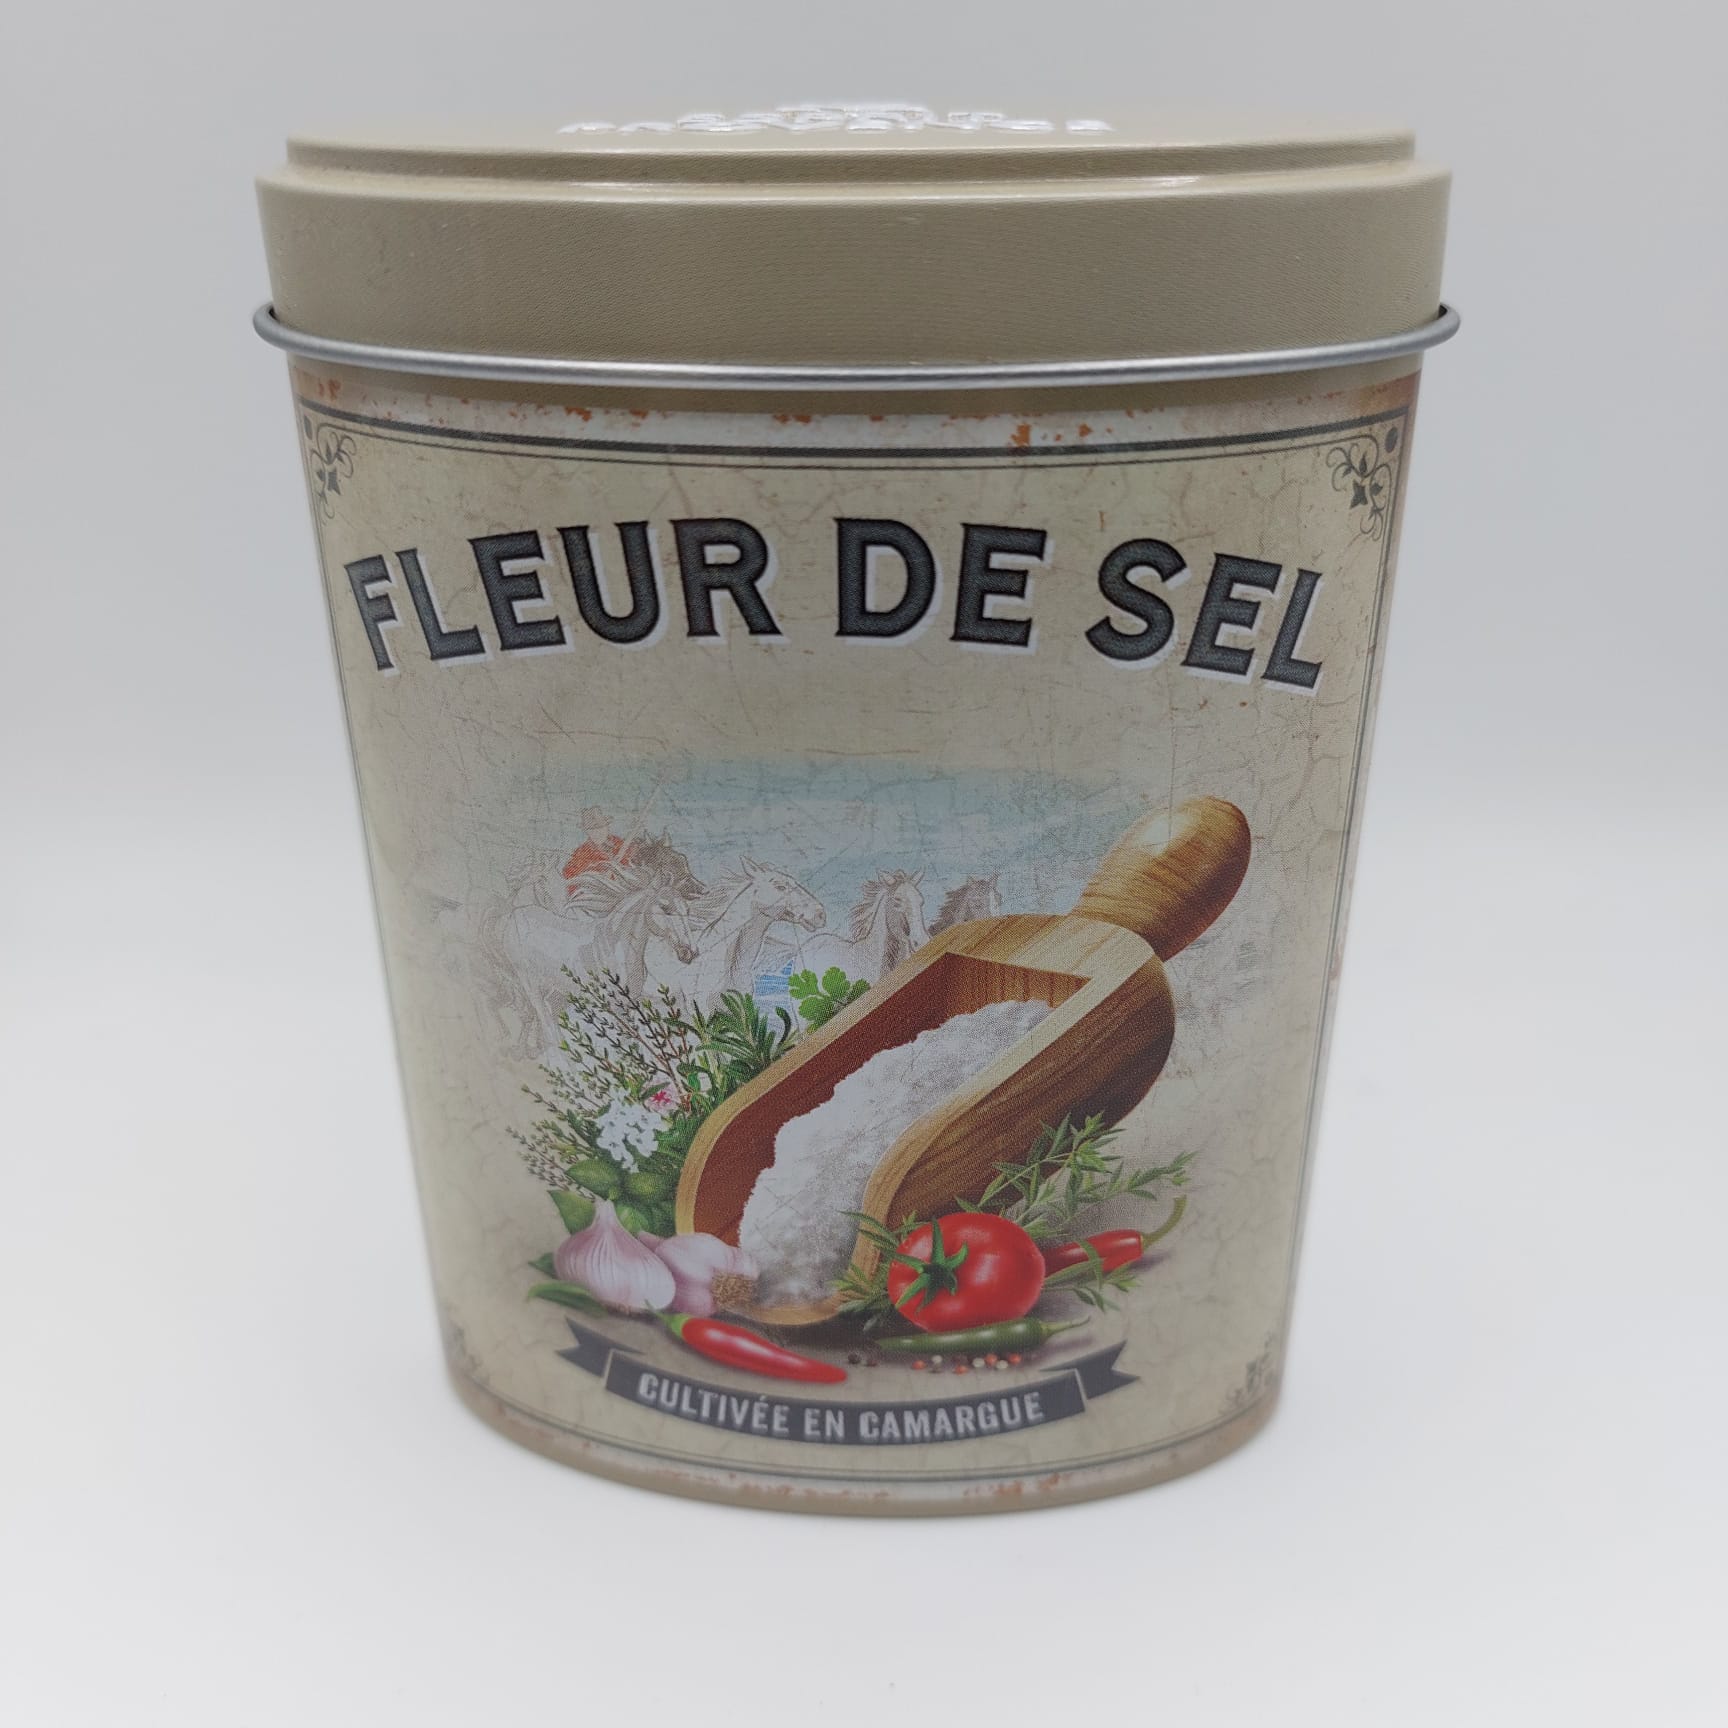 FLEUR DE SEL
CULTIVÉE EN CAMARGUE